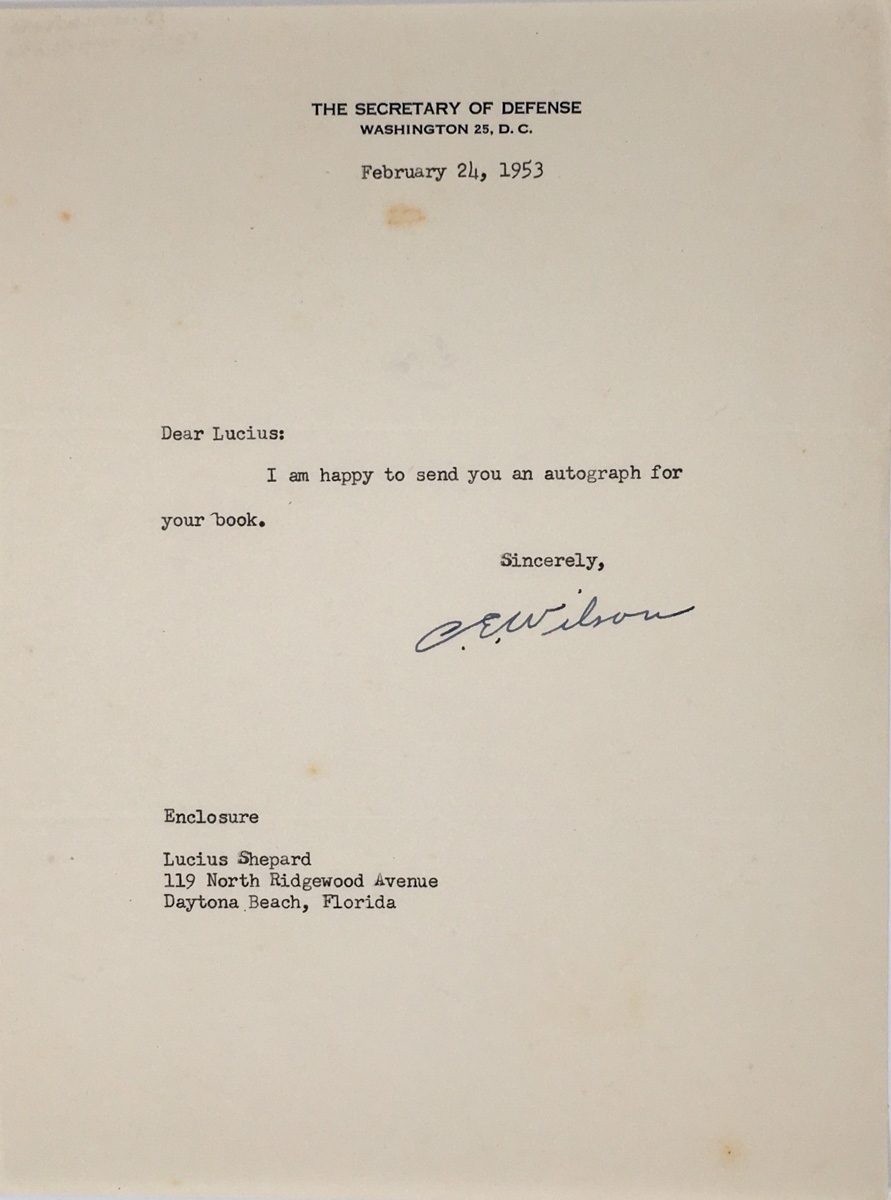 THE SECRETARY OF DEFENSE
WASHINGTON 25, D. C.
February 24, 1953
Dear Lucius:
I am happy to send you an autograph for
your book.
Sincerely,
C.E.Wilson
Enclosure
Lucius Shepard
119 North Ridgewood Avenue
Daytona Beach, Florida